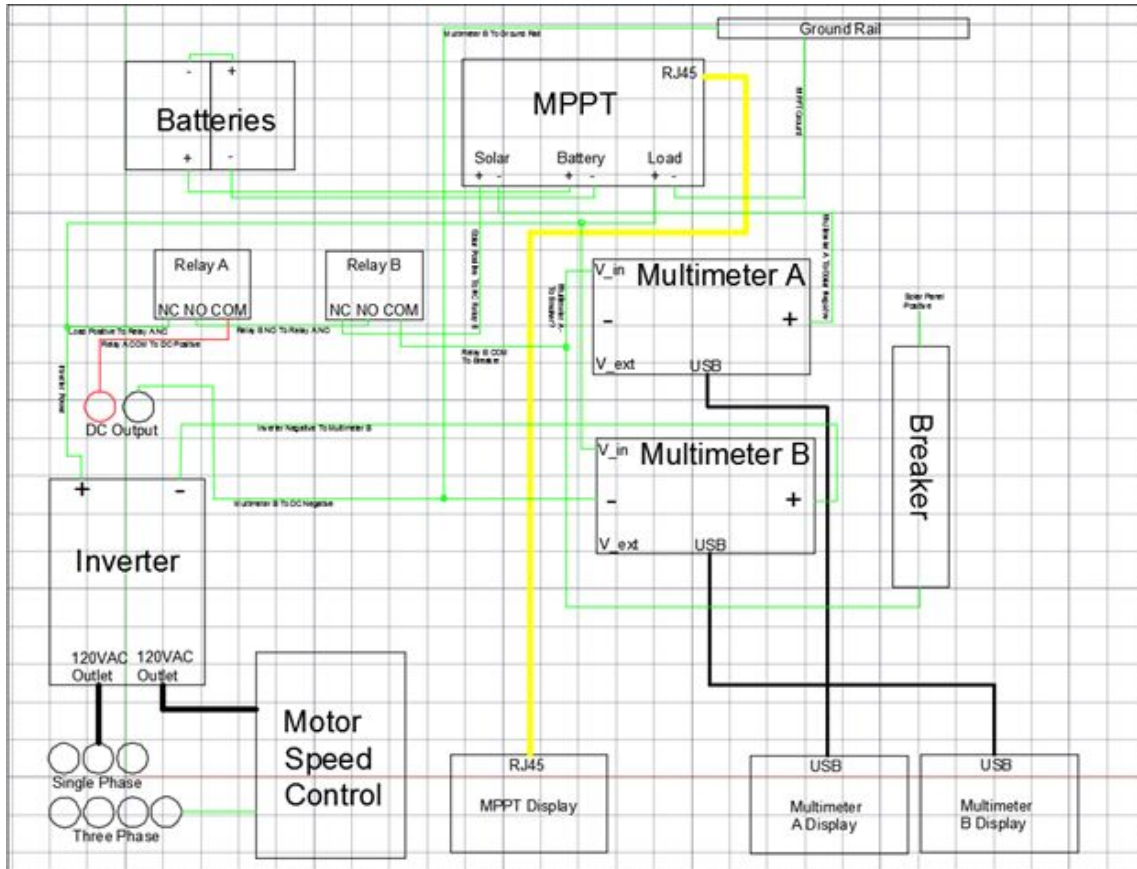 Multimeter B To Ground Rail
Ground Rail
- +
Batteries
+ -
RJ45
MPPT
Solar Battery Load
+ - + - + -
MPPT Ground
Relay A
NC NO COM
Relay B
NC NO COM
Load Positive To Relay A NC
Relay B NO To Relay A NO
Relay A COM To DC Positive
Solar Positive To NC Relay B
Multimeter A
To Breaker
Relay B COM
To Breaker
V_in Multimeter A
- +
V_ext USB
Multimeter A To Solar Negative
Solar Panel
Positive
Breaker
Inverter Power
DC Output
Inverter Negative To Multimeter B
Multimeter B To DC Negative
V_in Multimeter B
- +
V_ext USB
+ -
Inverter
120VAC 120VAC
Outlet Outlet
Single Phase
Three Phase
Motor
Speed
Control
RJ45
MPPT Display
USB
Multimeter
A Display
USB
Multimeter
B Display